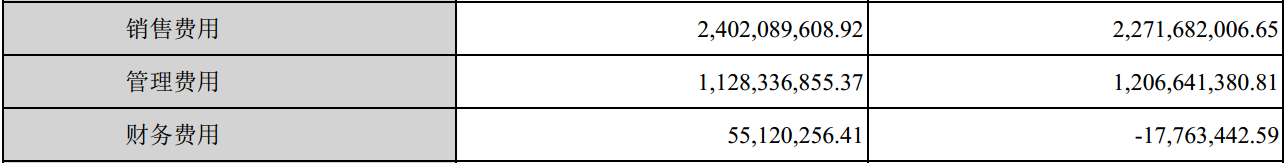 销售费用 2,402,089,608.92 2,271,682,006.65
管理费用 1,128,336,855.37 1,206,641,380.81
财务费用 55,120,256.41 -17,763,442.59